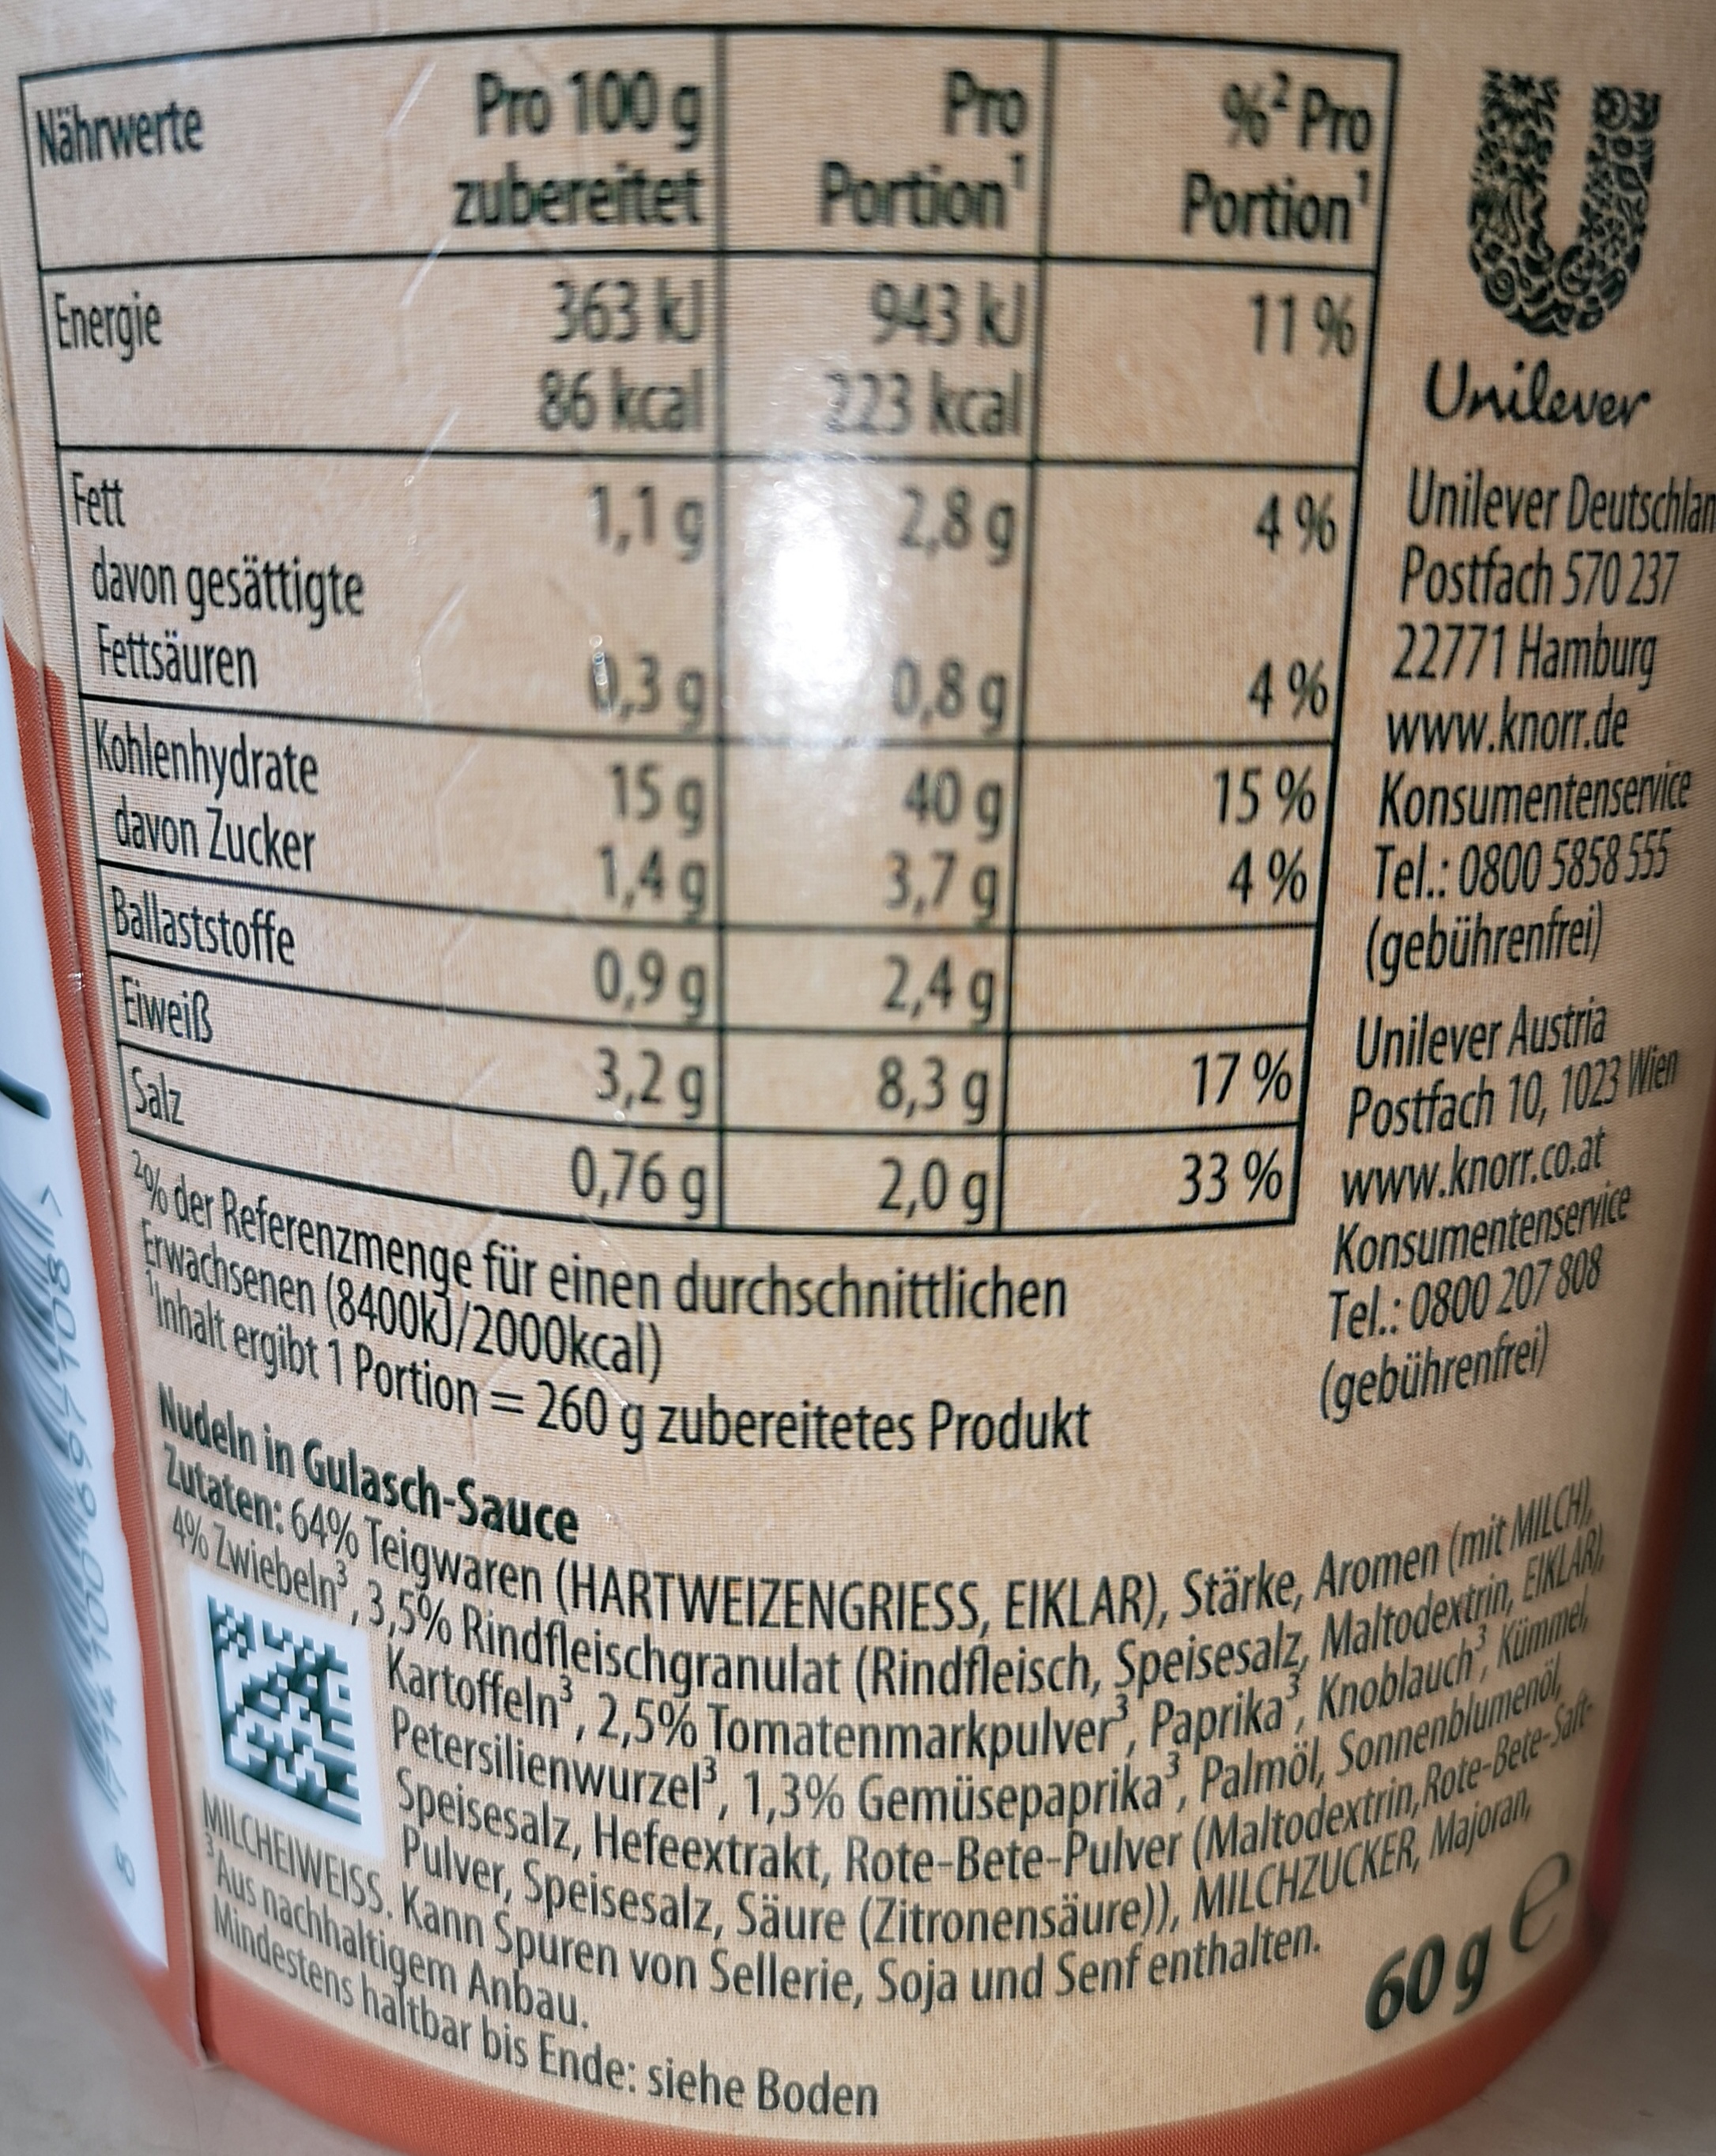 Nährwerte Pro 100 g zubereitet Pro Portion¹ %² Pro Portion¹
Energie 363 kJ 943 kJ 11 %
86 kcal 223 kcal
Fett 1,1 g 2,8 g 4 %
davon gesättigte
Fettsäuren 0,3 g 0,8 g 4 %
Kohlenhydrate 15 g 40 g 15 %
davon Zucker 1,4 g 3,7 g 4 %
Ballaststoffe 0,9 g 2,4 g
Eiweiß 3,2 g 8,3 g 17 %
Salz 0,76 g 2,0 g 33 %
²% der Referenzmenge für einen durchschnittlichen
Erwachsenen (8400kJ/2000kcal)
¹Inhalt ergibt 1 Portion = 260 g zubereitetes Produkt
Unilever
Unilever Deutschlan
Postfach 570 237
22771 Hamburg
www.knorr.de
Konsumentenservice
Tel.: 0800 5858 555
(gebührenfrei)
Unilever Austria
Postfach 10, 1023 Wien
www.knorr.co.at
Konsumentenservice
Tel.: 0800 207 808
(gebührenfrei)
Nudeln in Gulasch-Sauce
Zutaten: 64% Teigwaren (HARTWEIZENGRIESS, EIKLAR), Stärke, Aromen (mit MILCH),
4% Zwiebeln³, 3,5% Rindfleischgranulat (Rindfleisch, Speisesalz, Maltodextrin, EIKLAR),
Kartoffeln³, 2,5% Tomatenmarkpulver³, Paprika³, Knoblauch³, Kümmel,
Petersilienwurzel³, 1,3% Gemüsepaprika³, Palmöl, Sonnenblumenöl,
Speisesalz, Hefeextrakt, Rote-Bete-Pulver (Maltodextrin, Rote-Bete-Saft-
Pulver, Speisesalz, Säure (Zitronensäure)), MILCHZUCKER, Majoran,
MILCHEIWEISS. Kann Spuren von Sellerie, Soja und Senf enthalten.
³Aus nachhaltigem Anbau.
Mindestens haltbar bis Ende: siehe Boden
60 g e